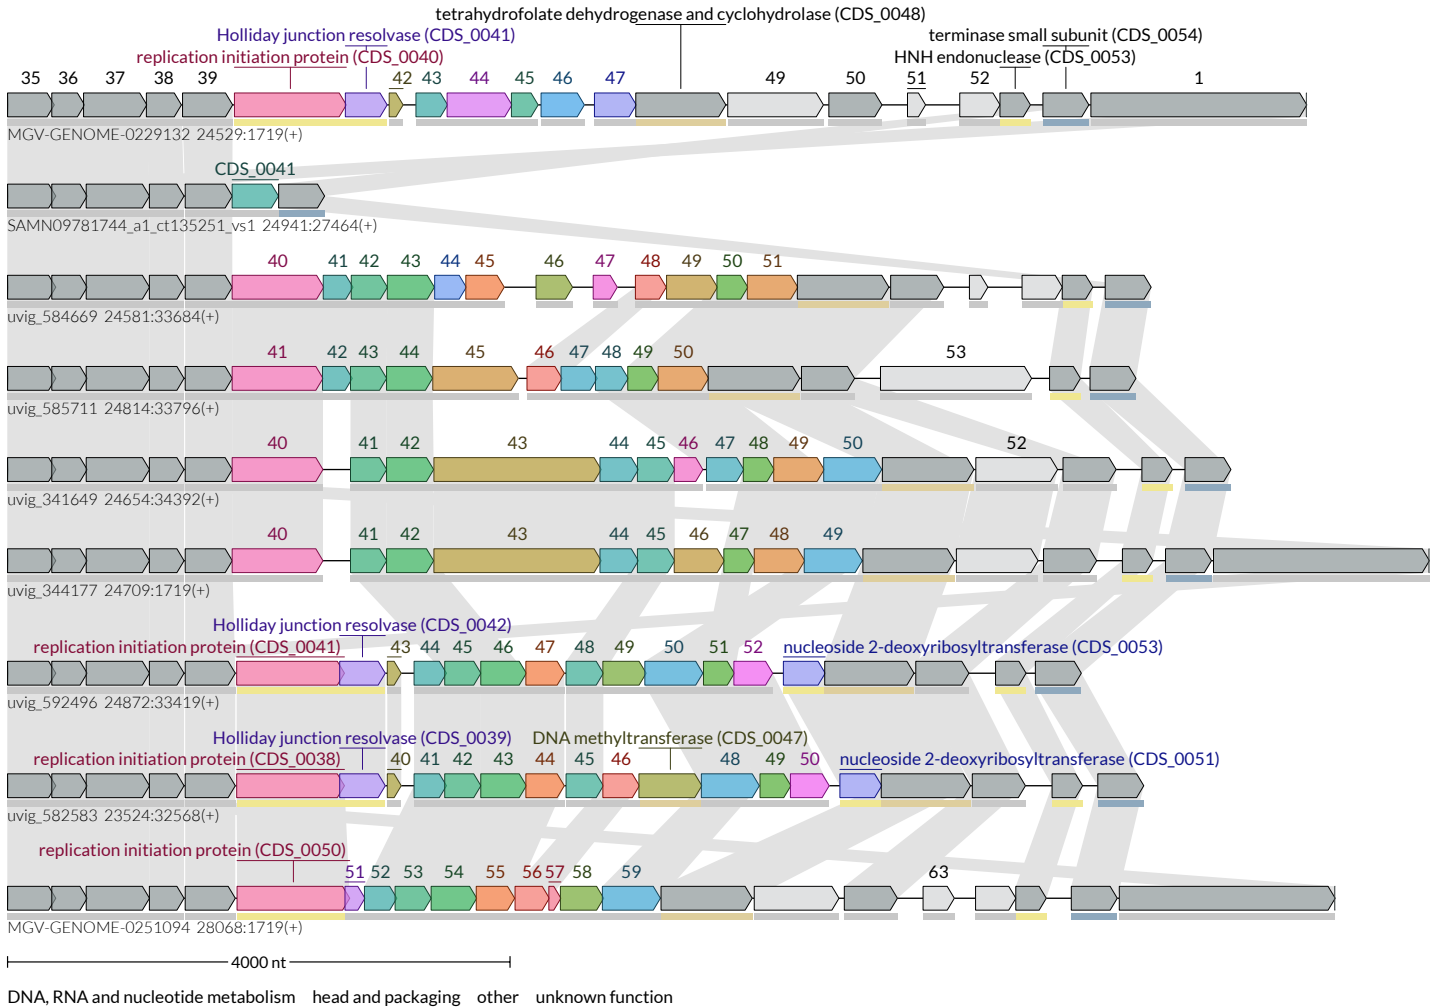 tetrahydrofolate dehydrogenase and cyclohydrolase (CDS_0048)
Holliday junction resolvase (CDS_0041) terminase small subunit (CDS_0054)
replication initiation protein (CDS_0040) HNH endonuclease (CDS_0053)
35 36 37 38 39 42 43 44 45 46 47 49 50 51 52 1
MGV-GENOME-0229132 24529:1719(+)
CDS_0041
SAMN09781744_a1_ct135251_vs1 24941:27464(+)
40 41 42 43 44 45 46 47 48 49 50 51
uvig_584669 24581:33684(+)
41 42 43 44 45 46 47 48 49 50 53
uvig_585711 24814:33796(+)
40 41 42 43 44 45 46 47 48 49 50 52
uvig_341649 24654:34392(+)
40 41 42 43 44 45 46 47 48 49
uvig_344177 24709:1719(+)
Holliday junction resolvase (CDS_0042)
replication initiation protein (CDS_0041) 43 44 45 46 47 48 49 50 51 52 nucleoside 2-deoxyribosyltransferase (CDS_0053)
uvig_592496 24872:33419(+)
Holliday junction resolvase (CDS_0039) DNA methyltransferase (CDS_0047)
replication initiation protein (CDS_0038) 40 41 42 43 44 45 46 48 49 50 nucleoside 2-deoxyribosyltransferase (CDS_0051)
uvig_582583 23524:32568(+)
replication initiation protein (CDS_0050)
51 52 53 54 55 56 57 58 59 63
MGV-GENOME-0251094 28068:1719(+)
4000 nt
DNA, RNA and nucleotide metabolism head and packaging other unknown function